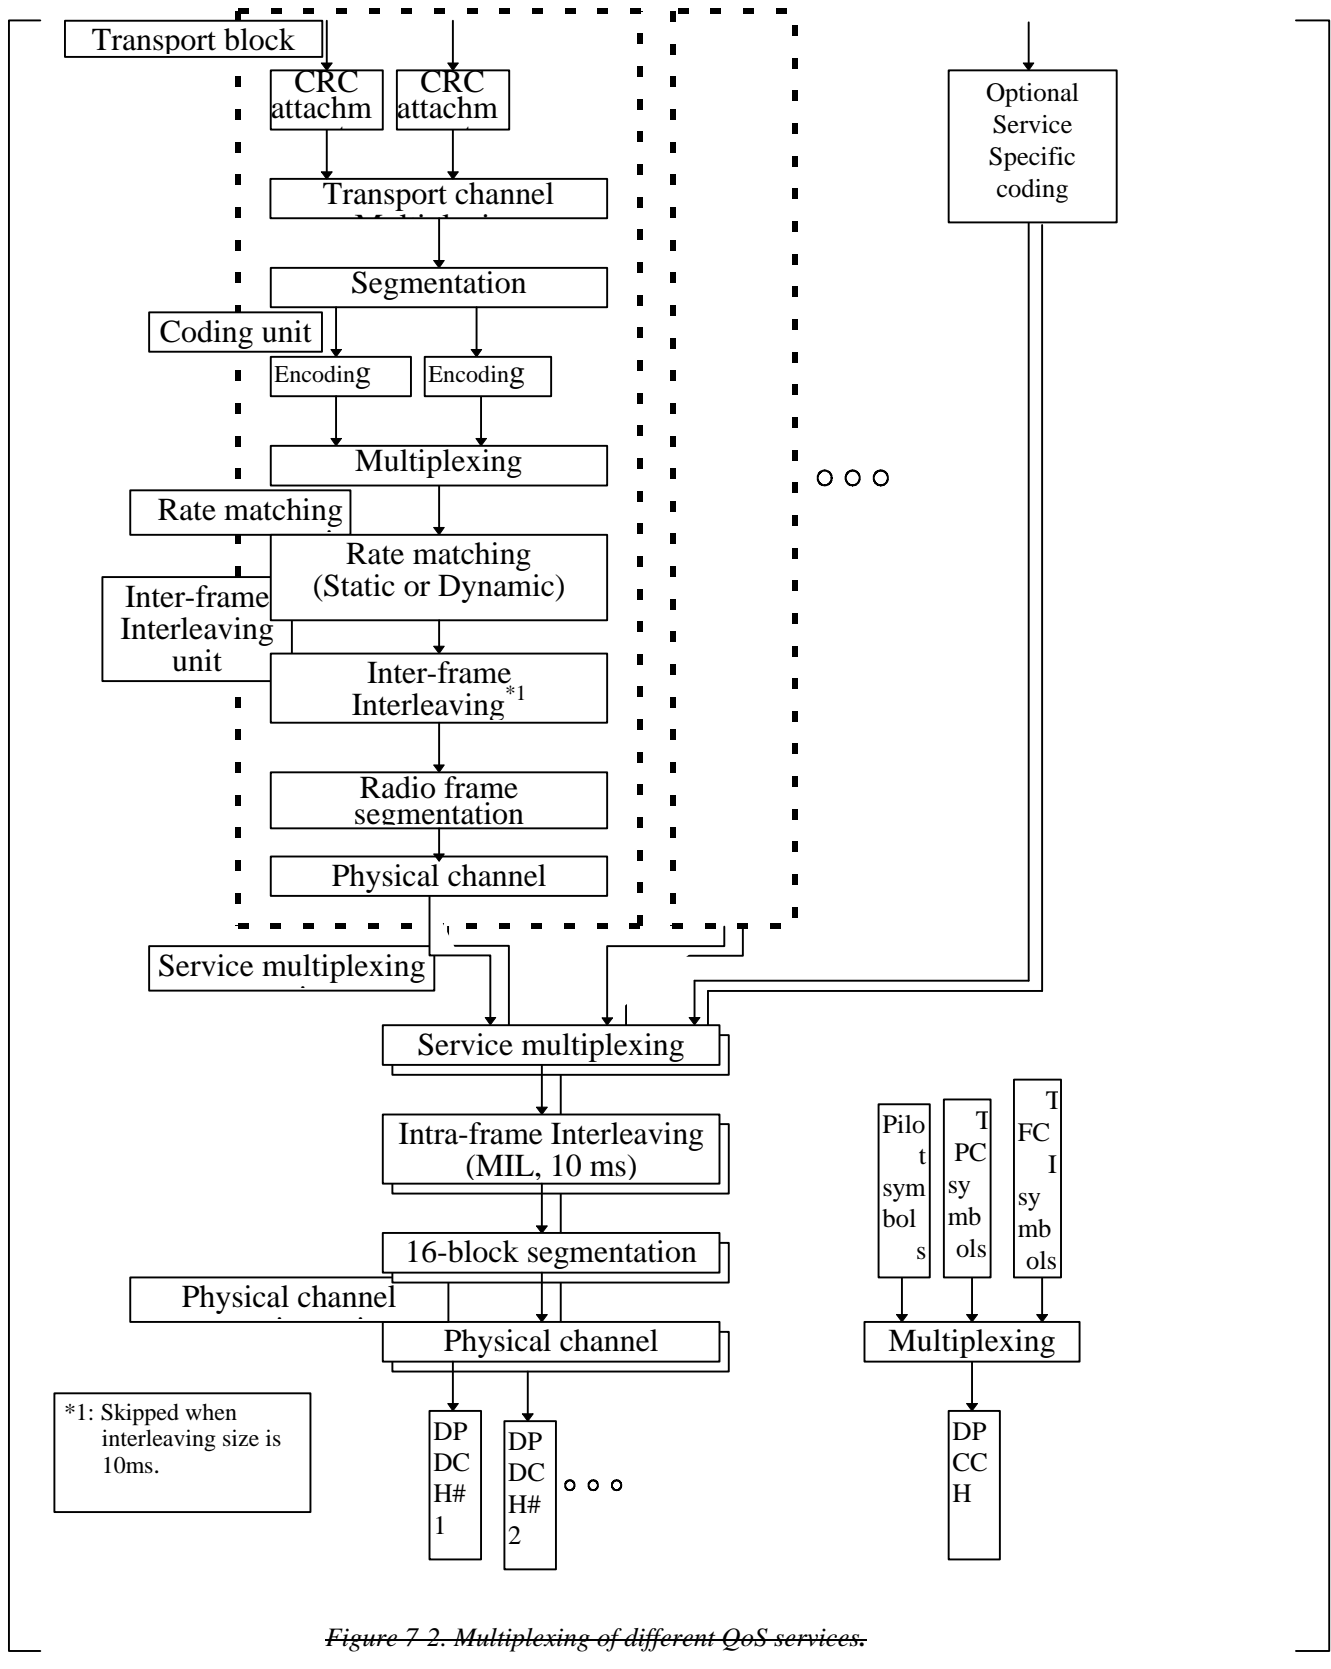 Transport block
CRC
attachm
CRC
attachm
Optional
Service
Specific
coding
Transport channel
Segmentation
Coding unit
Encoding
Encoding
Multiplexing
Rate matching
Rate matching
(Static or Dynamic)
Inter-frame
Interleaving
unit
Inter-frame
Interleaving*1
Radio frame
segmentation
Physical channel
Service multiplexing
Service multiplexing
Intra-frame Interleaving
(MIL, 10 ms)
16-block segmentation
Physical channel
Physical channel
Pilo
t
sym
bol
s
T
PC
sy
mb
ols
T
FC
I
sy
mb
ols
Multiplexing
*1: Skipped when
interleaving size is
10ms.
DP
DC
H#
1
DP
DC
H#
2
DP
CC
H
Figure 7-2. Multiplexing of different QoS services.